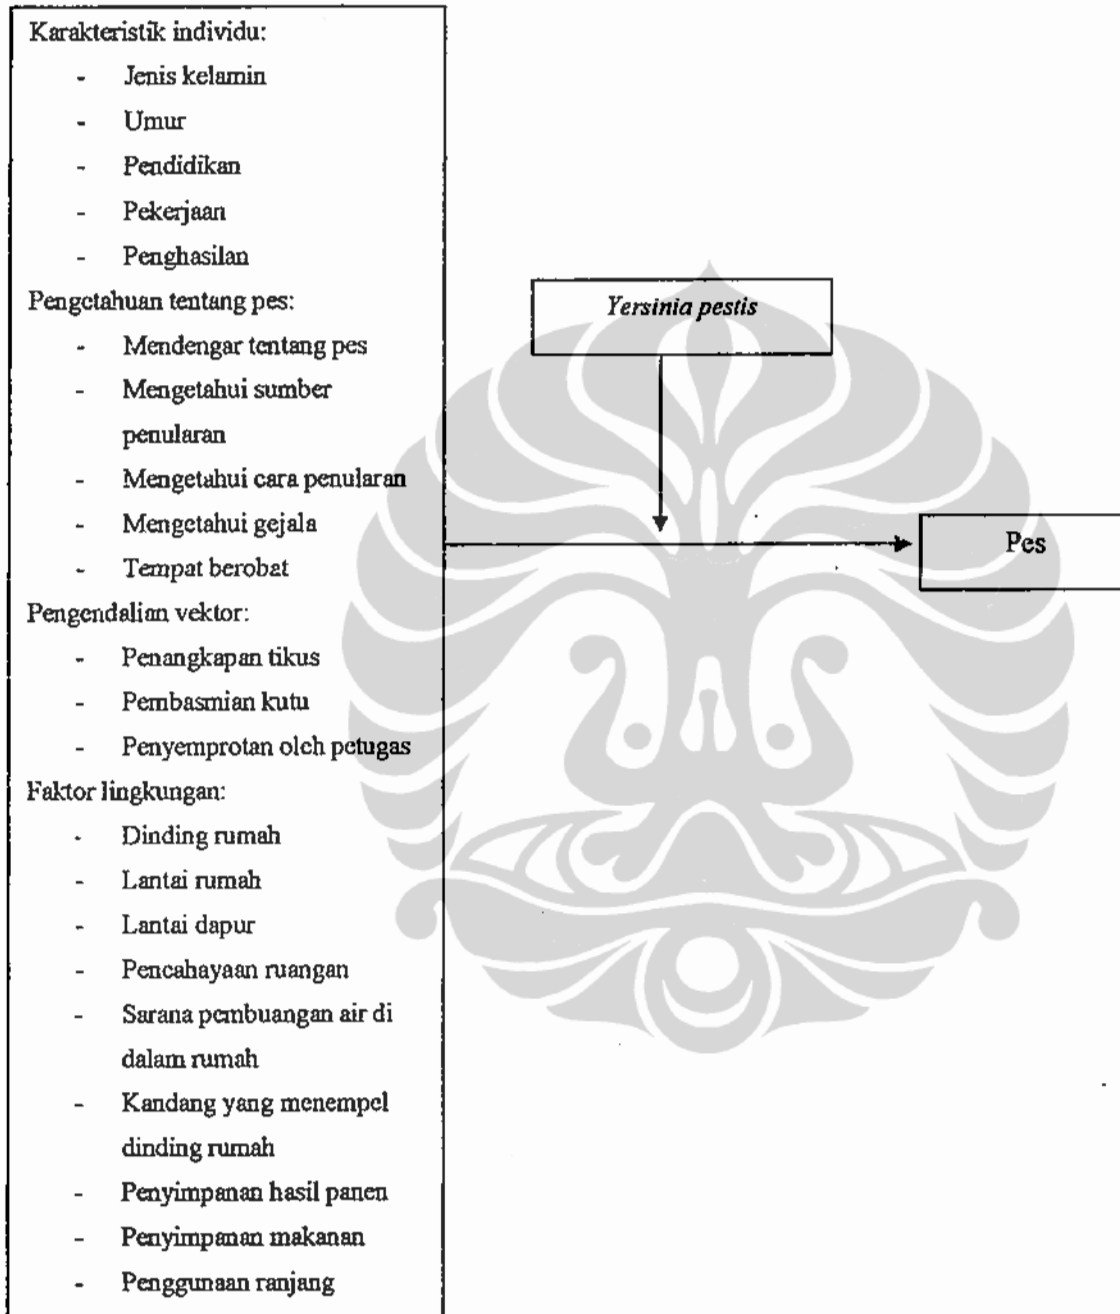 Karakteristik individu:
- Jenis kelamin
- Umur
- Pendidikan
- Pekerjaan
- Penghasilan
Pengetahuan tentang pes:
- Mendengar tentang pes
- Mengetahui sumber
penularan
- Mengetahui cara penularan
- Mengetahui gejala
- Tempat berobat
Pengendalian vektor:
- Penangkapan tikus
- Pembasmian kutu
- Penyemprotan oleh petugas
Faktor lingkungan:
- Dinding rumah
- Lantai rumah
- Lantai dapur
- Pencahayaan ruangan
- Sarana pembuangan air di
dalam rumah
- Kandang yang menempel
dinding rumah
- Penyimpanan hasil panen
- Penyimpanan makanan
- Penggunaan ranjang
Yersinia pestis
Pes